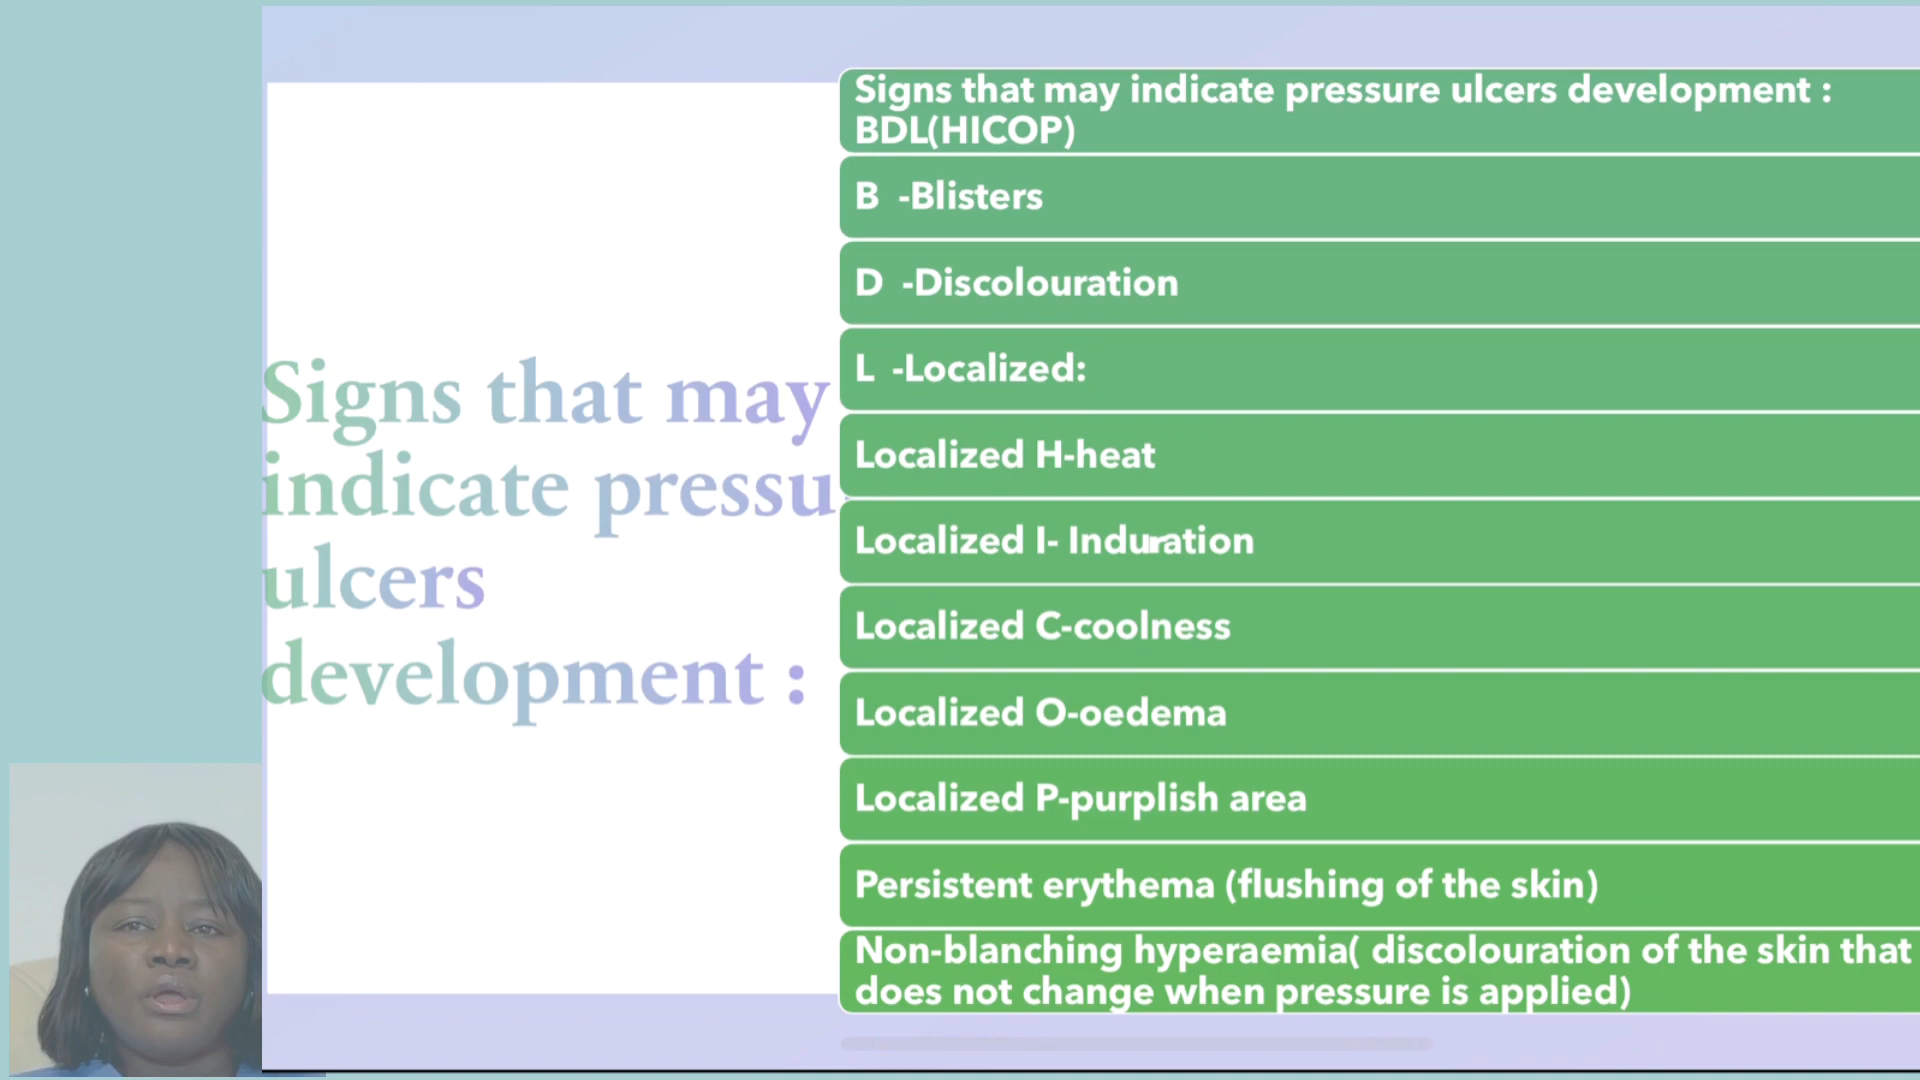 Signs that may
indicate pressu
ulcers
development :
Signs that may indicate pressure ulcers development :
BDL(HICOP)
B -Blisters
D -Discolouration
L -Localized:
Localized H-heat
Localized I- Induration
Localized C-coolness
Localized O-oedema
Localized P-purplish area
Persistent erythema (flushing of the skin)
Non-blanching hyperaemia( discolouration of the skin that
does not change when pressure is applied)